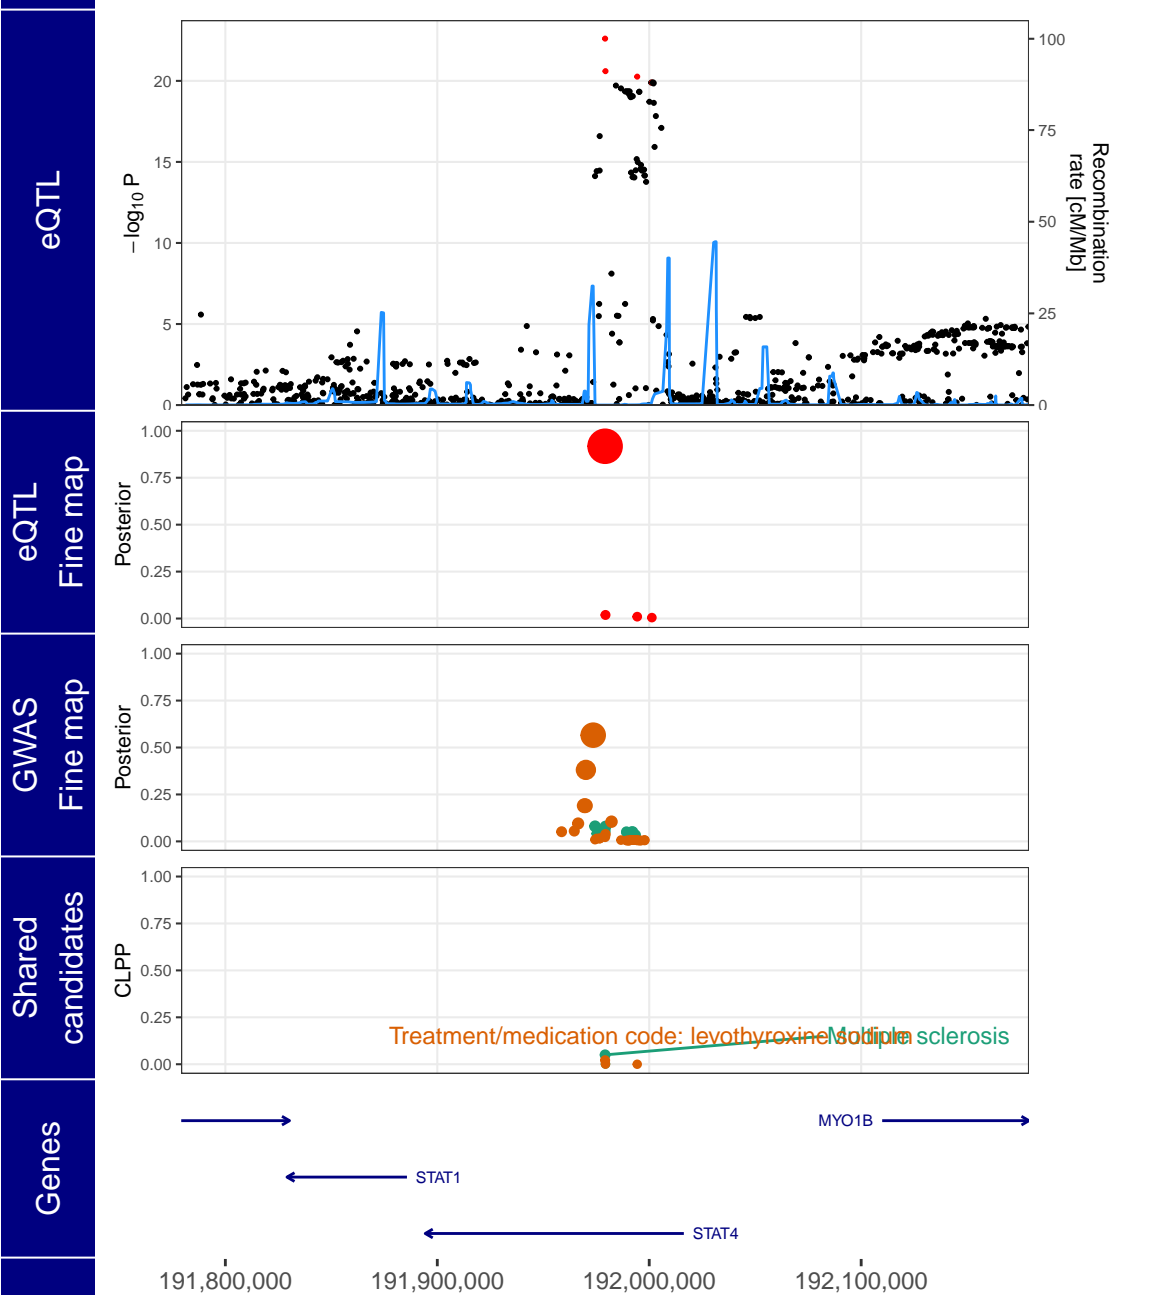 eQTL
−log10 P
20
15
10
5
0
100
75
50
25
0
Recombination
rate [cM/Mb]
eQTL
Fine map
Posterior
1.00
0.75
0.50
0.25
0.00
GWAS
Fine map
Posterior
1.00
0.75
0.50
0.25
0.00
Shared
candidates
CLPP
1.00
0.75
0.50
0.25
0.00
Treatment/medication code: levothyroxine sodium
Multiple sclerosis
Genes
MYO1B
STAT1
STAT4
191,800,000
191,900,000
192,000,000
192,100,000